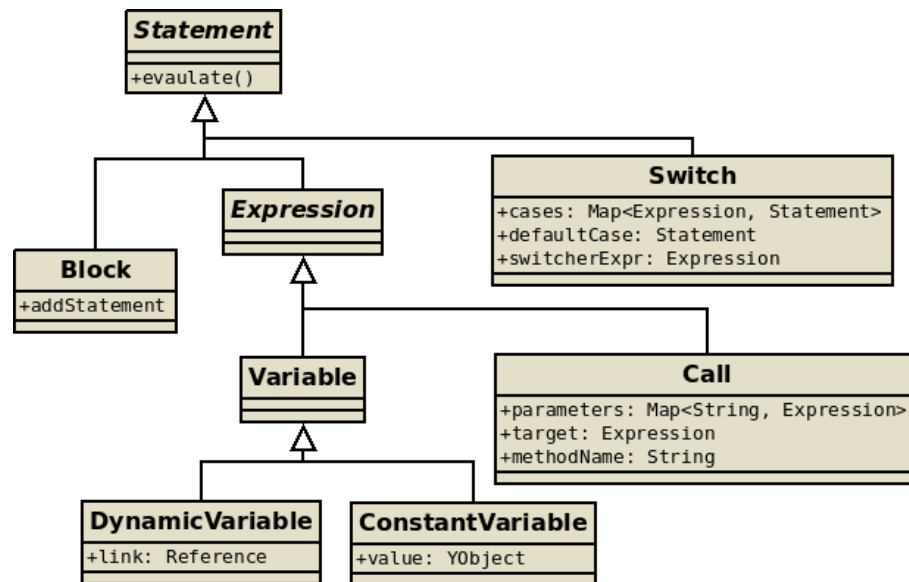 Statement
+evaulate()
Switch
+cases: Map<Expression, Statement>
+defaultCase: Statement
+switcherExpr: Expression
Expression
Block
+addStatement
Variable
Call
+parameters: Map<String, Expression>
+target: Expression
+methodName: String
DynamicVariable
+link: Reference
ConstantVariable
+value: YObject